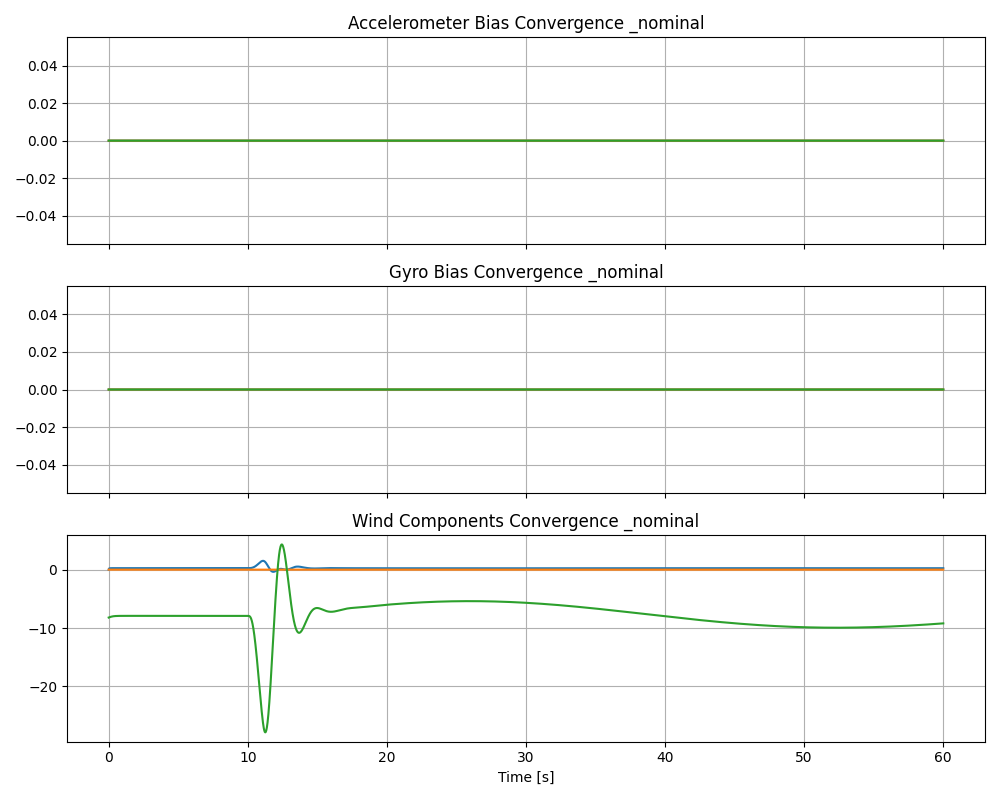 Accelerometer Bias Convergence _nominal
0.04
0.02
0.00
−0.02
−0.04
Gyro Bias Convergence _nominal
0.04
0.02
0.00
−0.02
−0.04
Wind Components Convergence _nominal
0
−10
−20
0 10 20 30 40 50 60
Time [s]